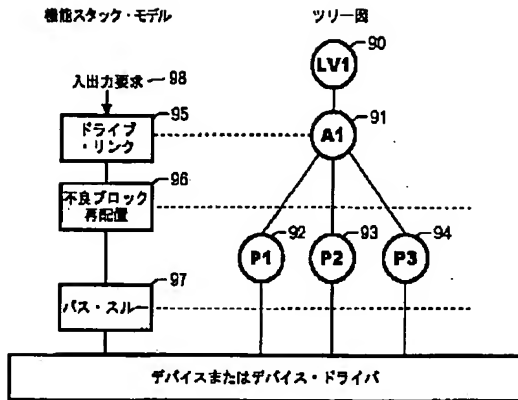 機能スタック・モデル
ツリー図
90
LV1
入出力要求
98
95
ドライブ
・リンク
91
A1
96
不良ブロック
再配置
92
P1
93
P2
94
P3
97
パス・スルー
デバイスまたはデバイス・ドライバ